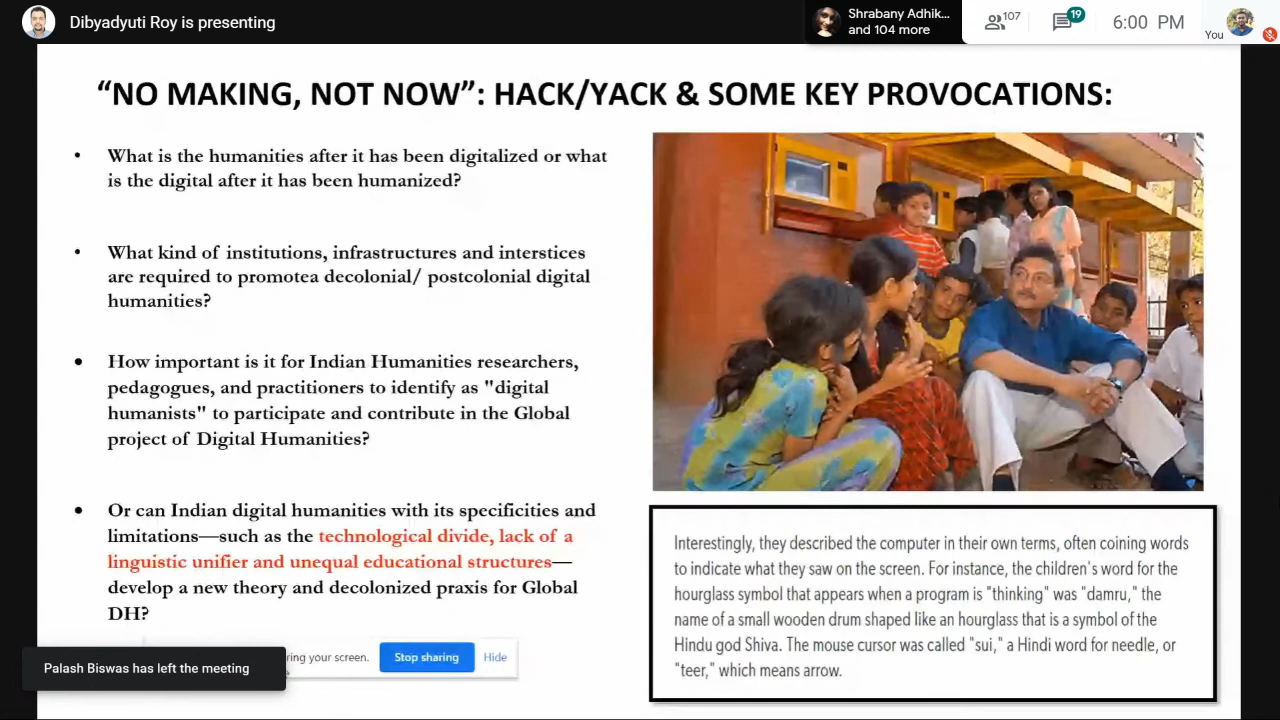 Dibyadyuti Roy is presenting
Shrabany Adhik...
and 104 more
107
19
6:00 PM
You
“NO MAKING, NOT NOW”: HACK/YACK & SOME KEY PROVOCATIONS:
• What is the humanities after it has been digitalized or what
is the digital after it has been humanized?
• What kind of institutions, infrastructures and interstices
are required to promotea decolonial/ postcolonial digital
humanities?
• How important is it for Indian Humanities researchers,
pedagogues, and practitioners to identify as "digital
humanists" to participate and contribute in the Global
project of Digital Humanities?
• Or can Indian digital humanities with its specificities and
limitations—such as the technological divide, lack of a
linguistic unifier and unequal educational structures—
develop a new theory and decolonized praxis for Global
DH?
Interestingly, they described the computer in their own terms, often coining words
to indicate what they saw on the screen. For instance, the children's word for the
hourglass symbol that appears when a program is "thinking" was "damru," the
name of a small wooden drum shaped like an hourglass that is a symbol of the
Hindu god Shiva. The mouse cursor was called "sui," a Hindi word for needle, or
"teer," which means arrow.
ring your screen.
Stop sharing
Hide
Palash Biswas has left the meeting